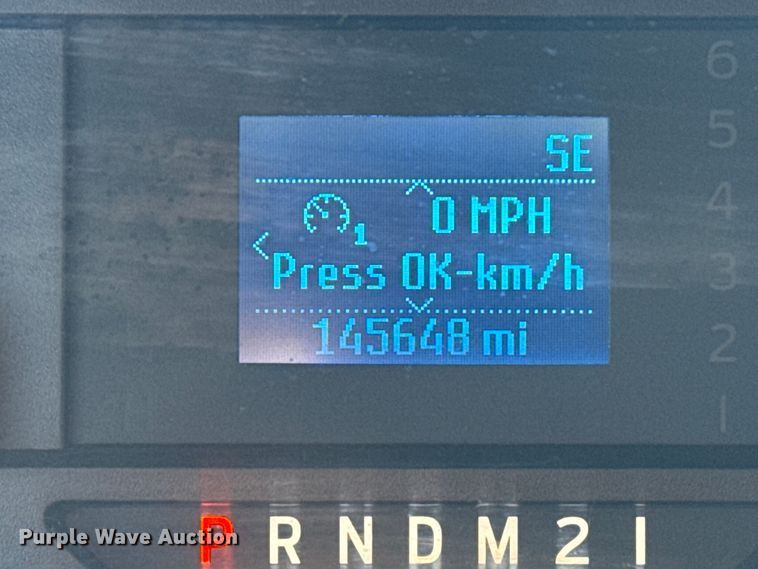 6
5
SE
4
0 MPH
1
3
Press OK-km/h
145648 mi
2
1
P R N D M 2 1
Purple Wave Auction